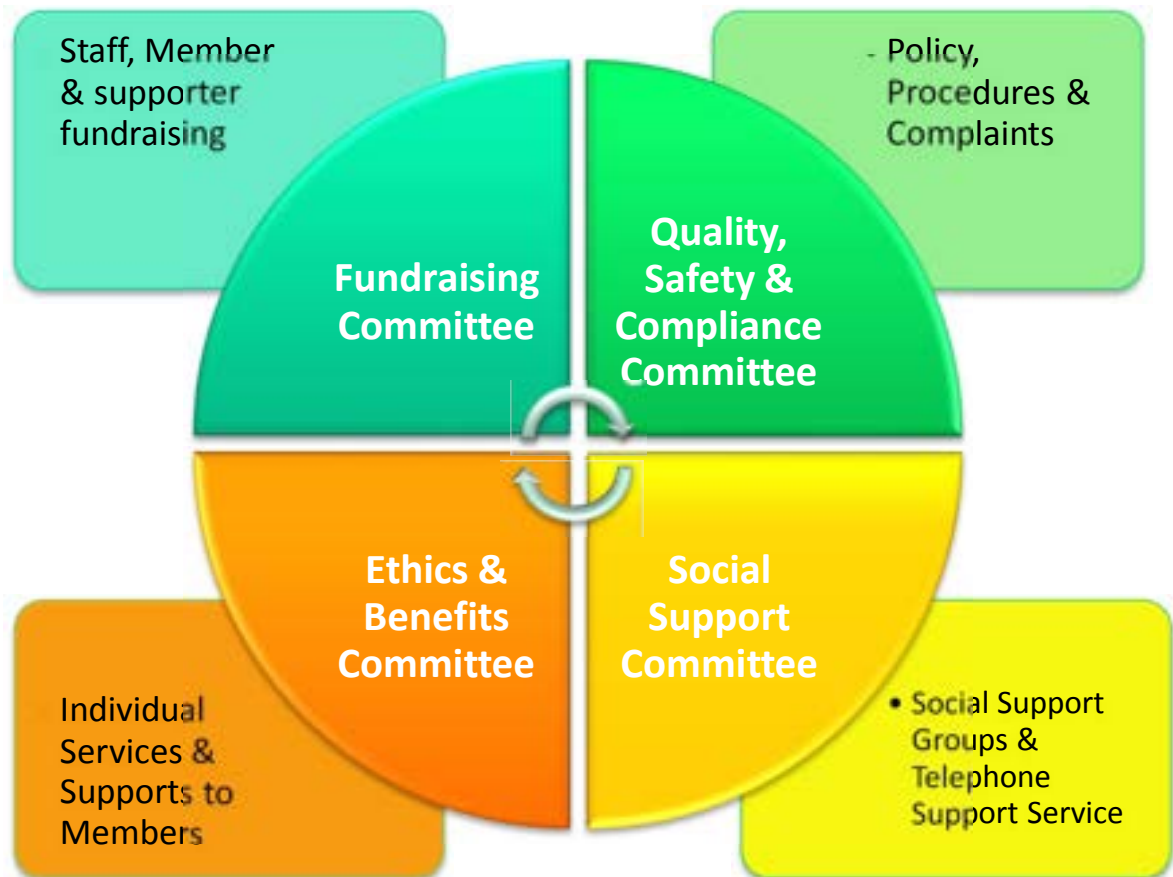 Staff, Member
& supporter
fundraising
- Policy,
Procedures &
Complaints
Fundraising
Committee
Quality,
Safety &
Compliance
Committee
Ethics &
Benefits
Committee
Social
Support
Committee
Individual
Services &
Supports to
Members
• Social Support
Groups &
Telephone
Support Service